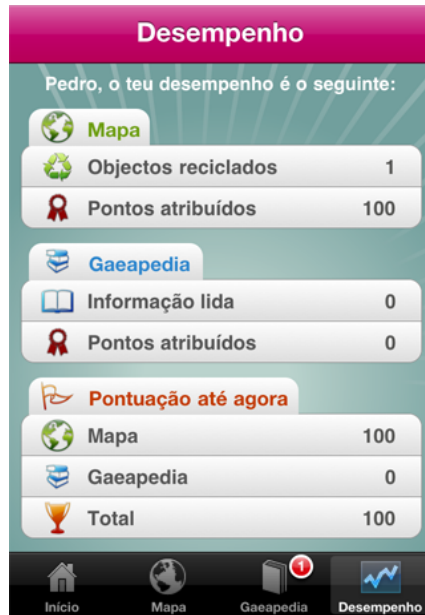 Desempenho
Pedro, o teu desempenho é o seguinte:
Mapa
Objectos reciclados 1
Pontos atribuídos 100
Gaeapedia
Informação lida 0
Pontos atribuídos 0
Pontuação até agora
Mapa 100
Gaeapedia 0
Total 100
1
Início Mapa Gaeapedia Desempenho